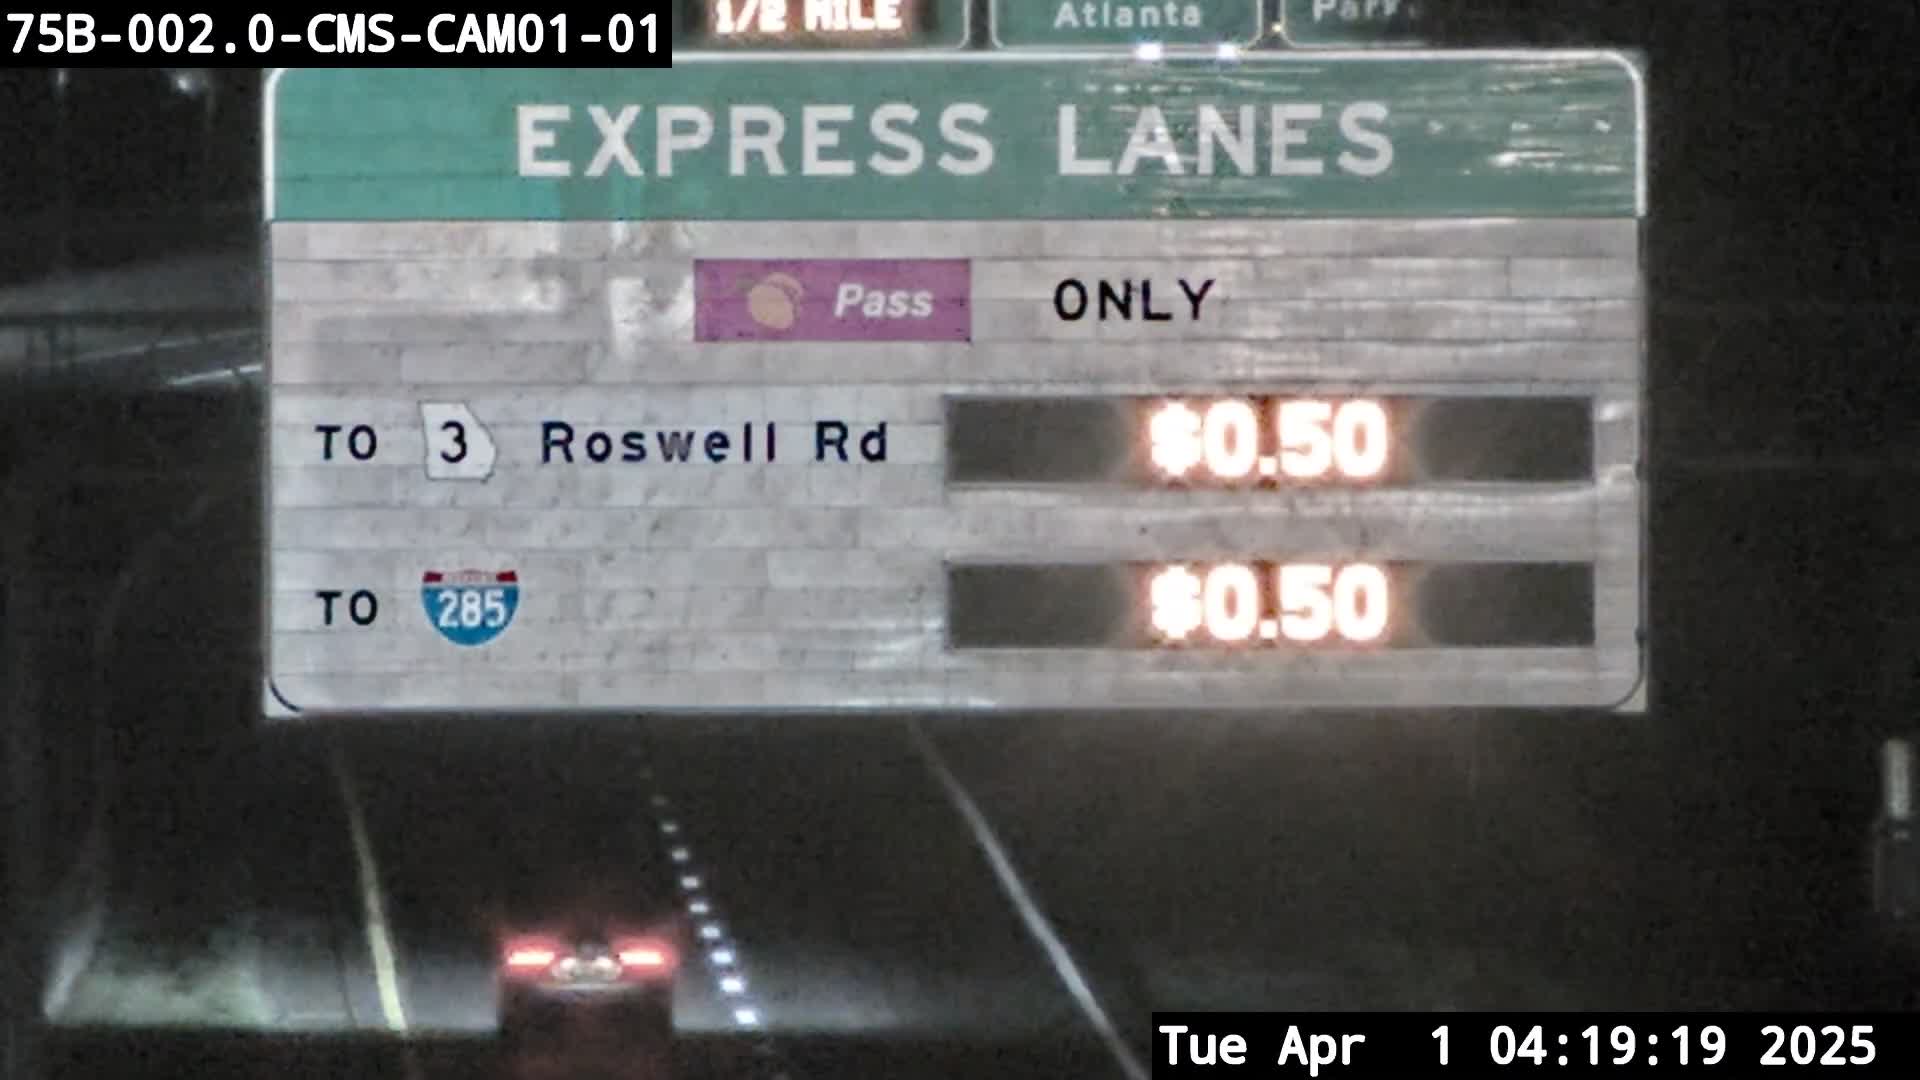 75B-002.0-CMS-CAM01-01
1/2 MILE
Atlanta
EXPRESS LANES
Pass ONLY
TO 3 Roswell Rd $0.50
TO 285 $0.50
Tue Apr 1 04:19:19 2025